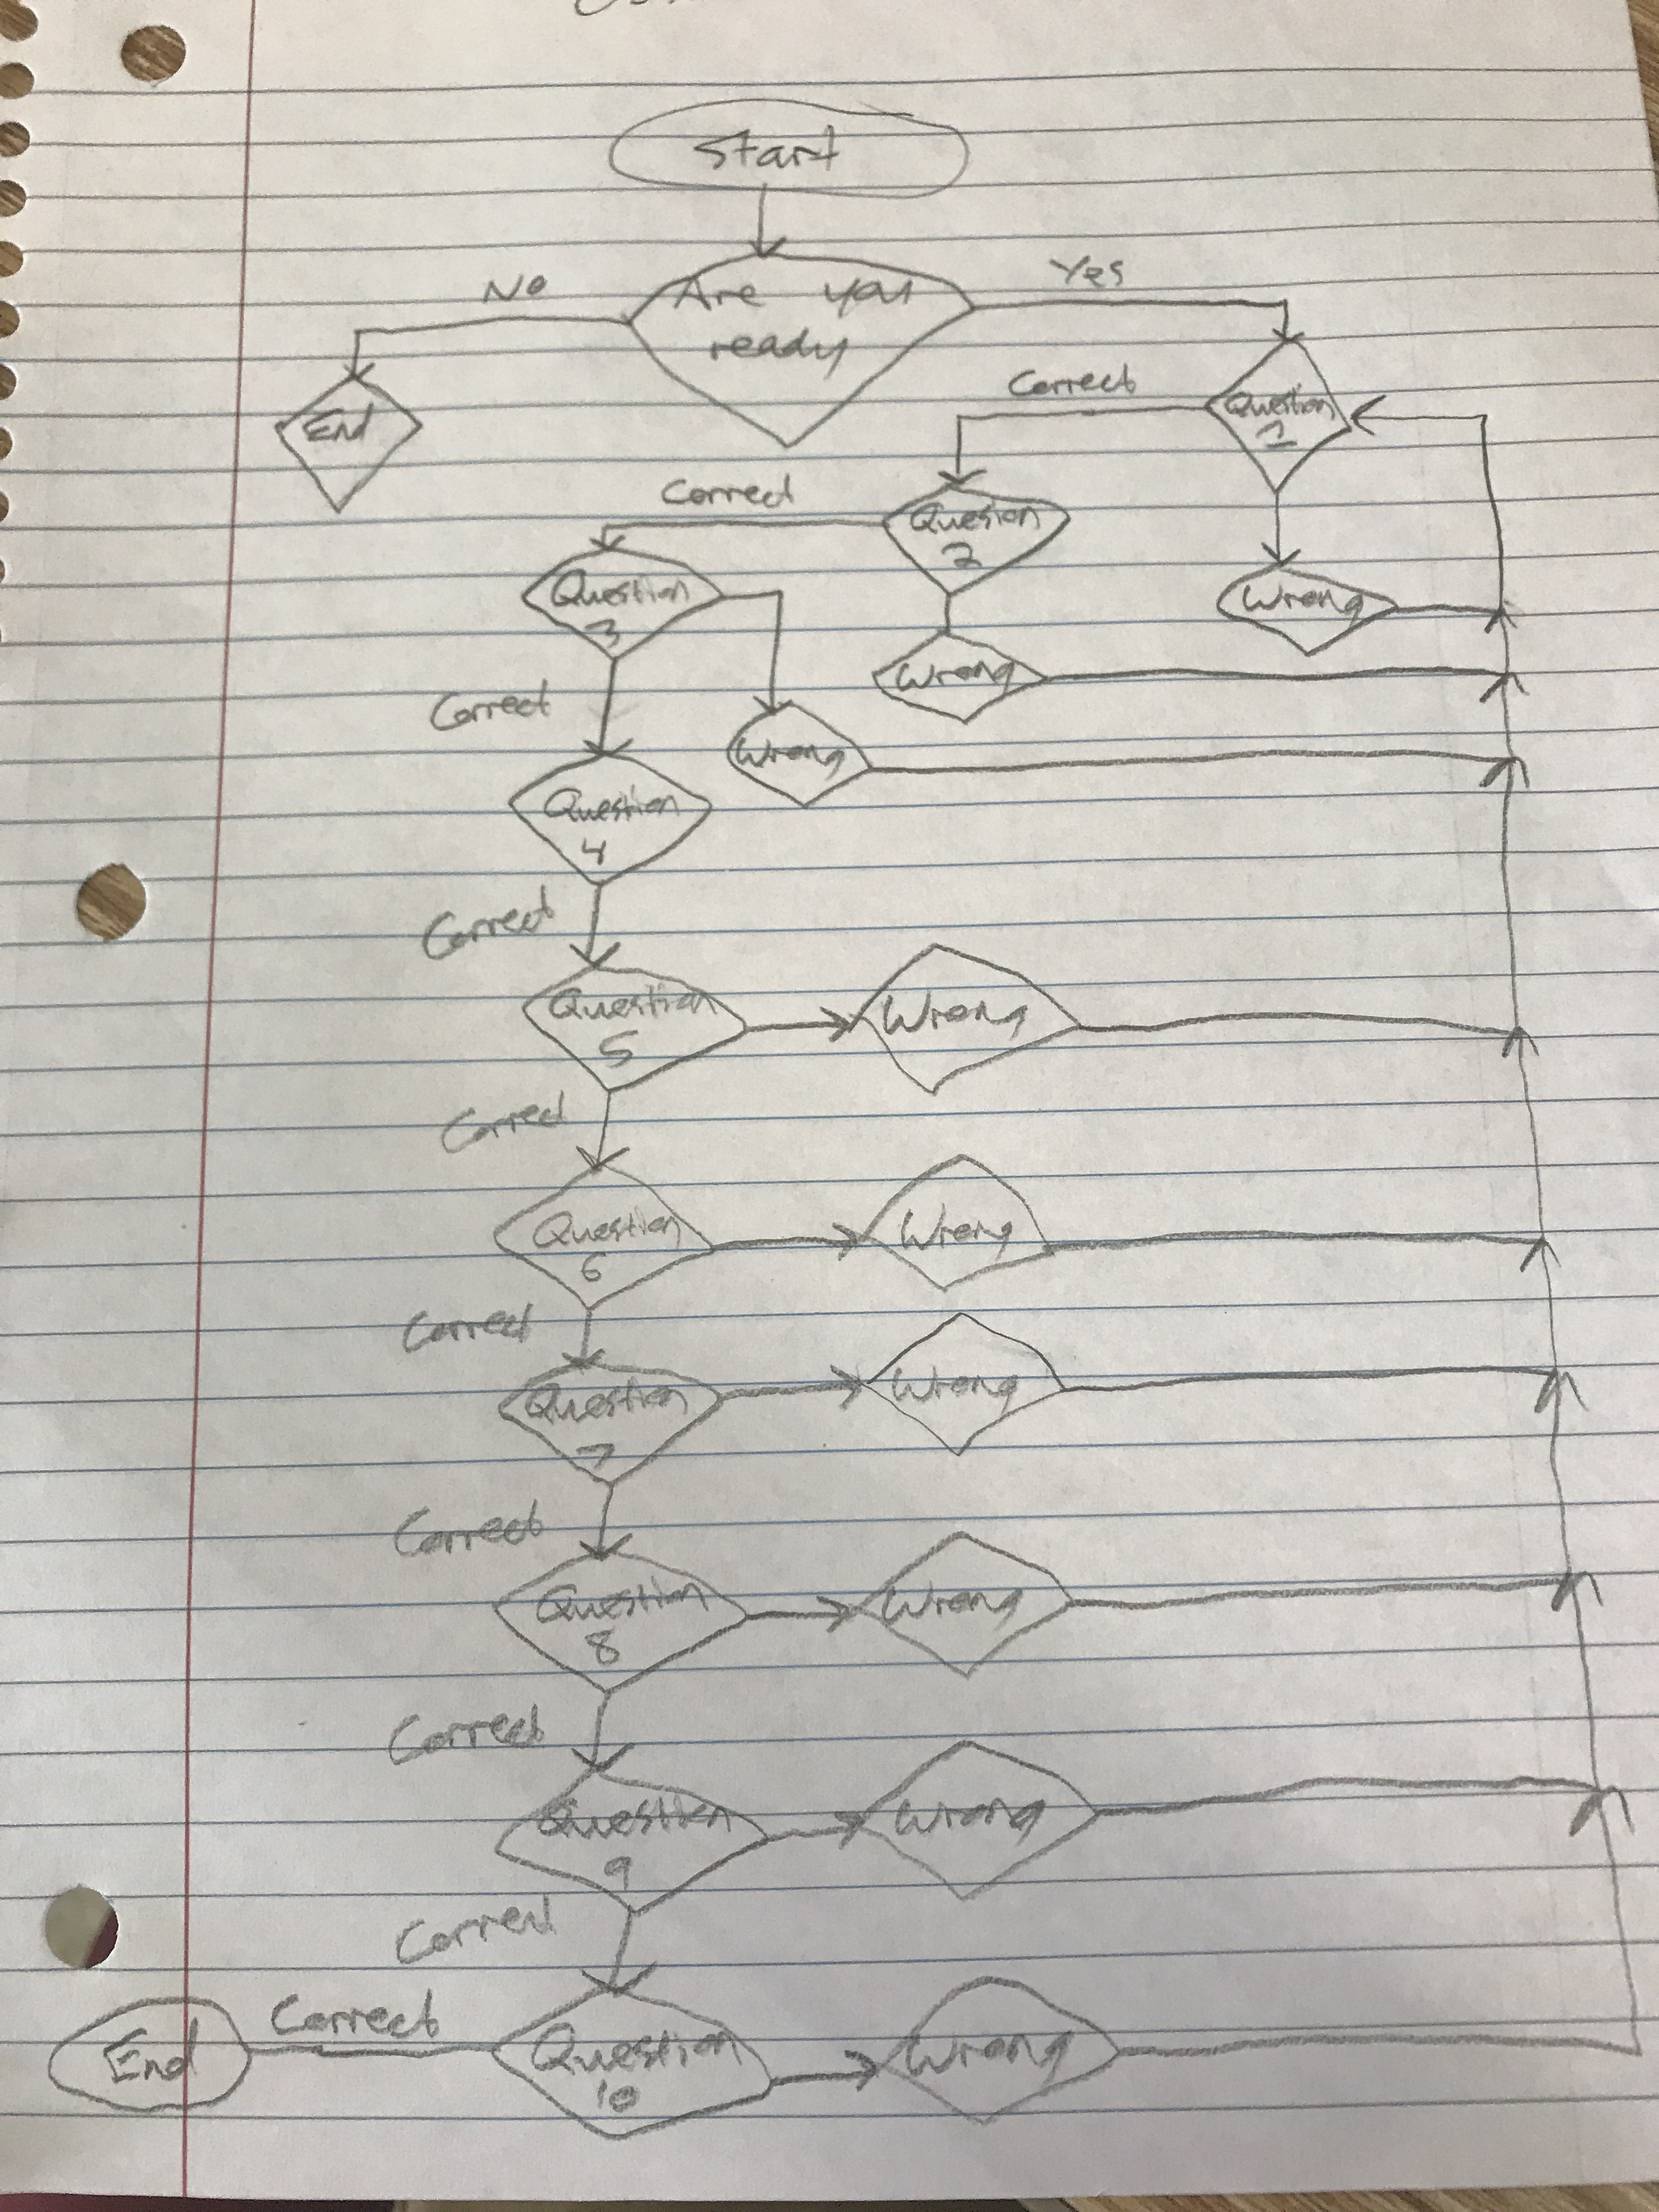 Start
Are you
ready
No
Yes
End
Correct
Question
1
Correct
Quesion
2
Question
3
Wrong
Wrong
Correct
Wrong
Question
4
Correct
Question
5
Wrong
Correct
Question
6
Wrong
Correct
Question
7
Wrong
Correct
Question
8
Wrong
Correct
Question
9
Wrong
Correct
Question
10
Wrong
Correct
End